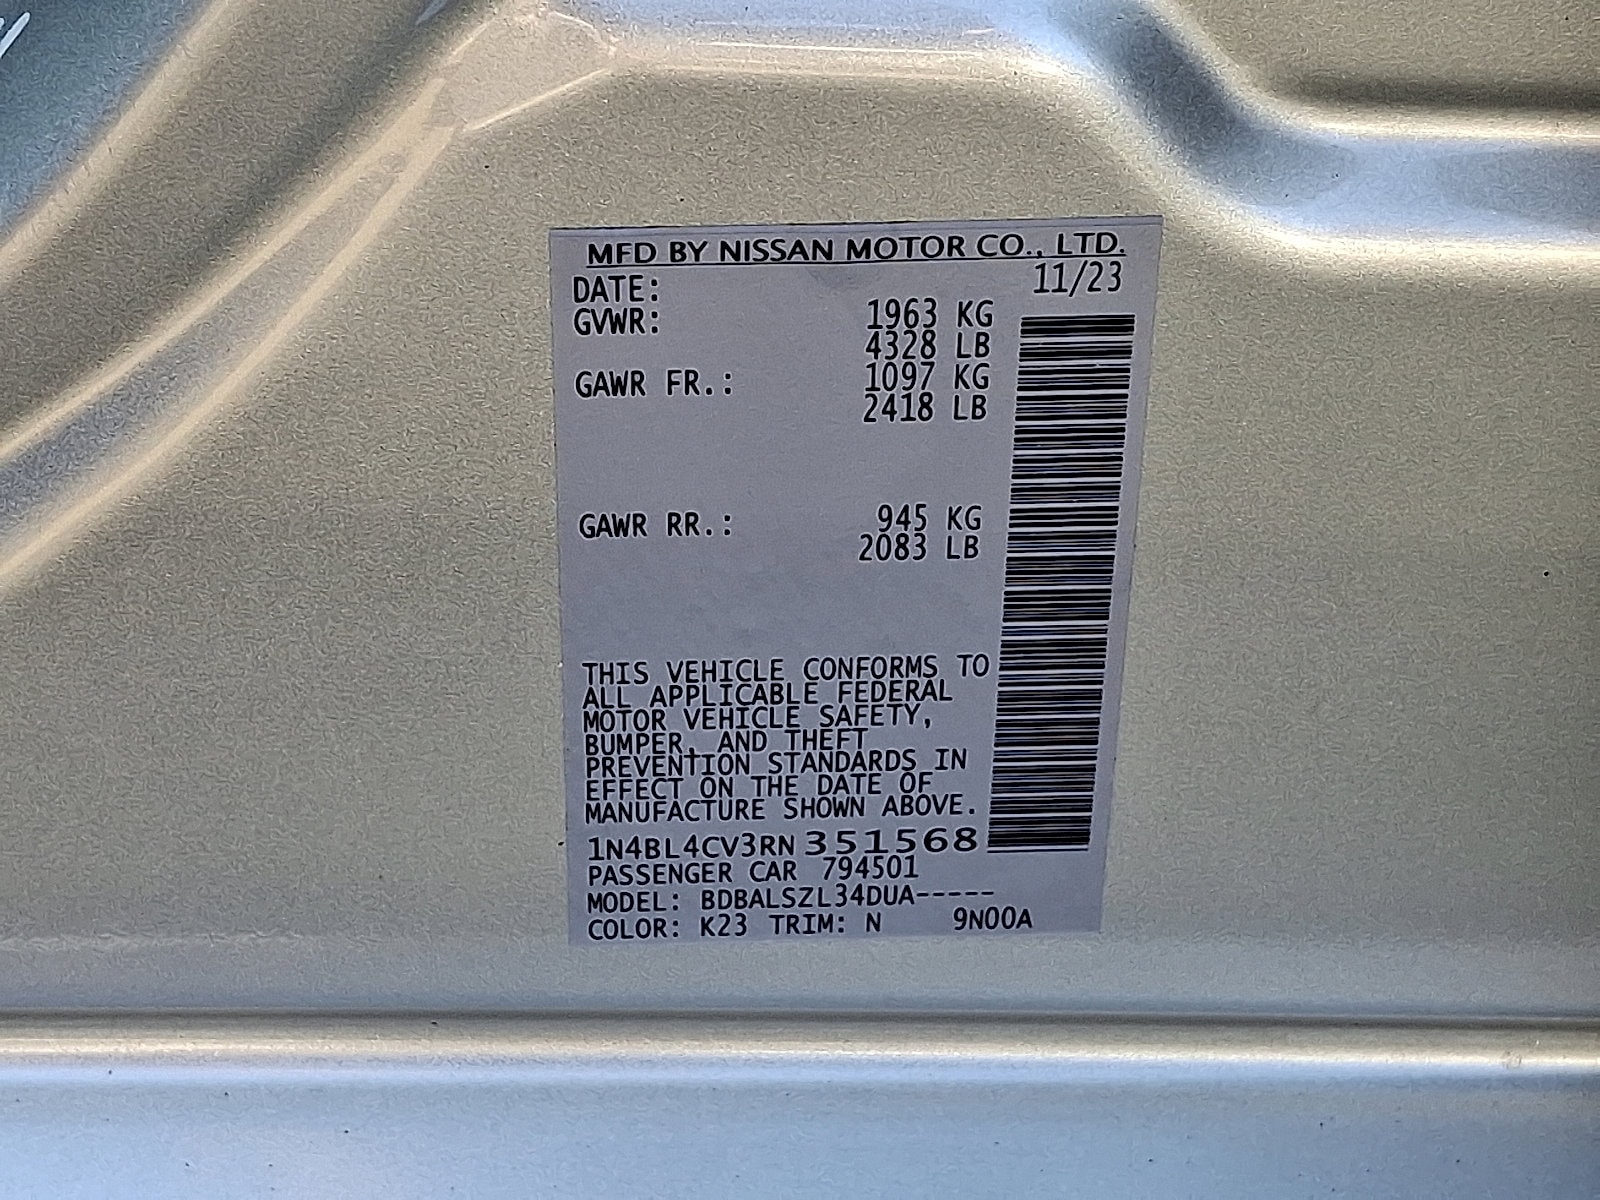 MFD BY NISSAN MOTOR CO., LTD.
DATE: 11/23
GVWR: 1963 KG
4328 LB
GAWR FR.: 1097 KG
2418 LB
GAWR RR.: 945 KG
2083 LB
THIS VEHICLE CONFORMS TO
ALL APPLICABLE FEDERAL
MOTOR VEHICLE SAFETY,
BUMPER, AND THEFT
PREVENTION STANDARDS IN
EFFECT ON THE DATE OF
MANUFACTURE SHOWN ABOVE.
1N4BL4CV3RN351568
PASSENGER CAR 794501
MODEL: BDBALSZL34DUA-----
COLOR: K23 TRIM: N 9N00A